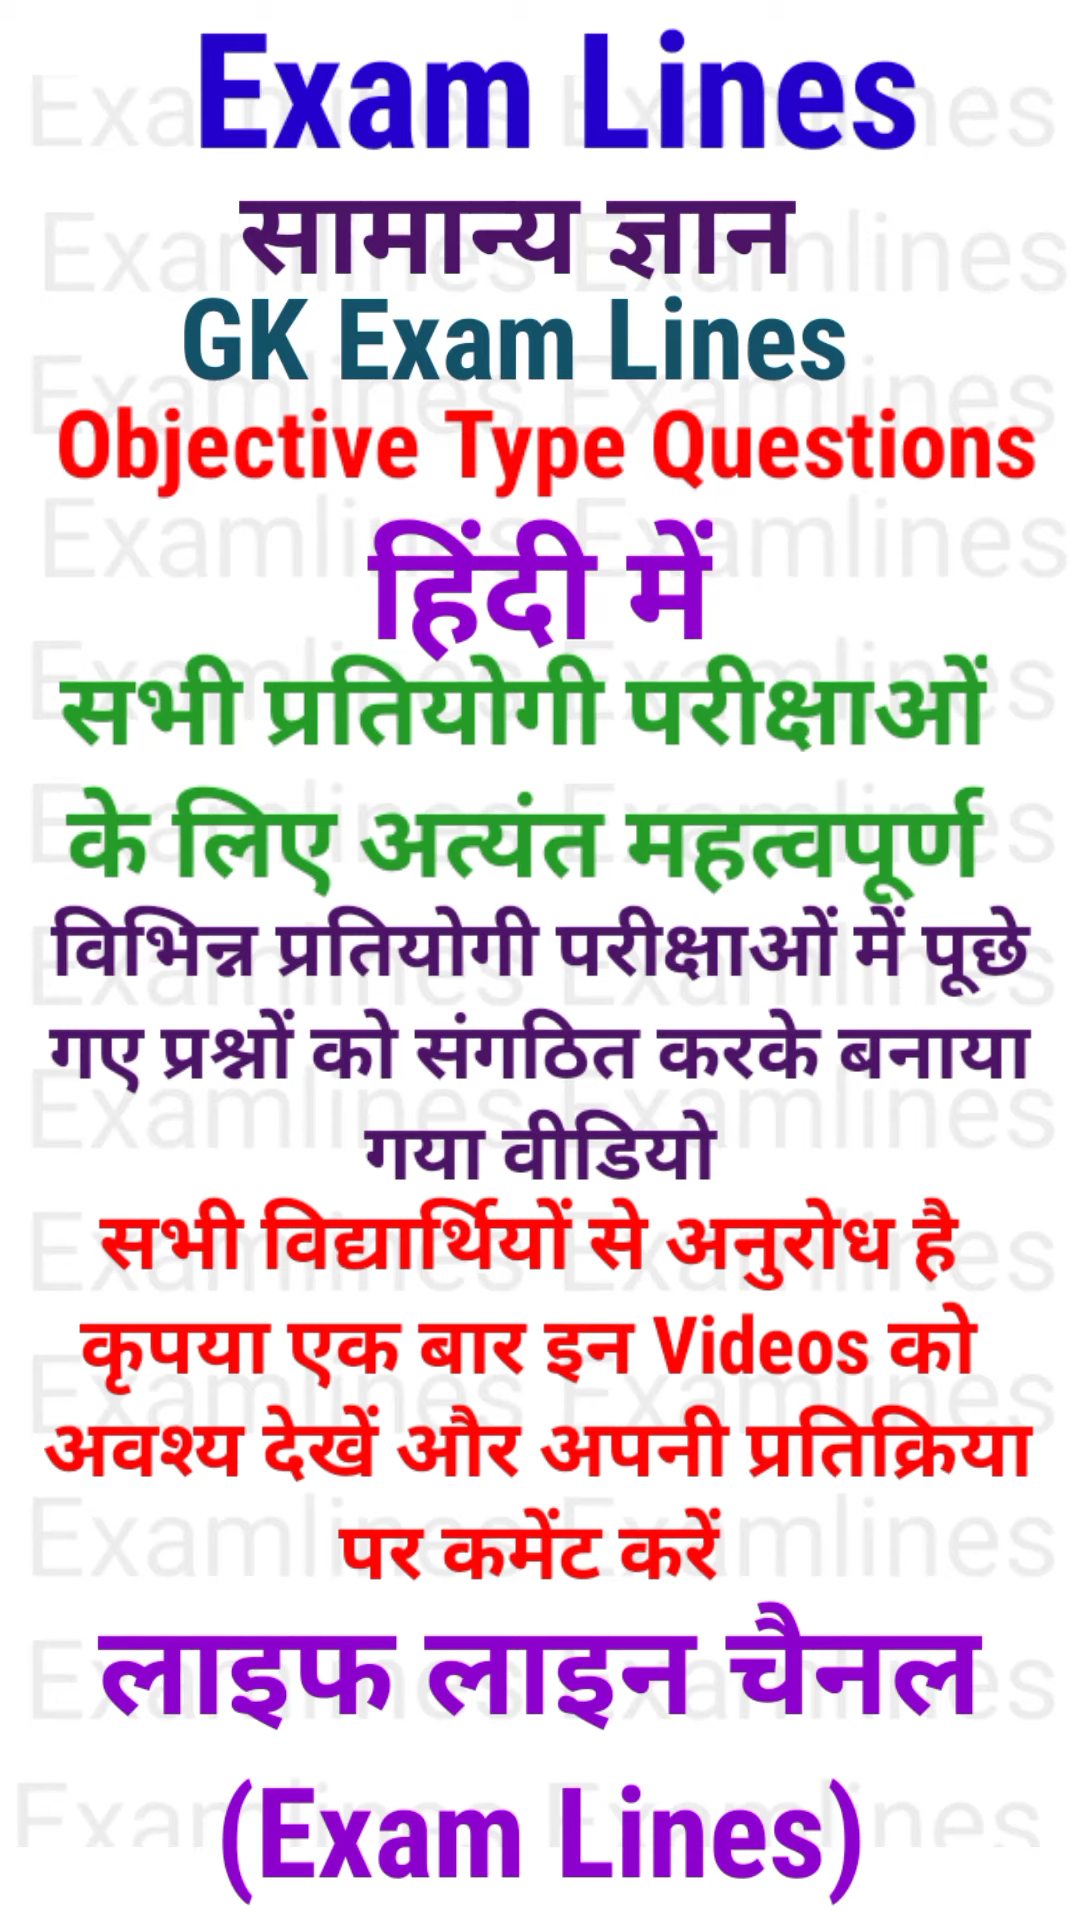 Exam Lines
सामान्य ज्ञान
GK Exam Lines
Objective Type Questions
हिंदी में
सभी प्रतियोगी परीक्षाओं
के लिए अत्यंत महत्वपूर्ण
विभिन्न प्रतियोगी परीक्षाओं में पूछे
गए प्रश्नों को संगठित करके बनाया
गया वीडियो
सभी विद्यार्थियों से अनुरोध है
कृपया एक बार इन Videos को
अवश्य देखें और अपनी प्रतिक्रिया
पर कमेंट करें
लाइफ लाइन चैनल
(Exam Lines)